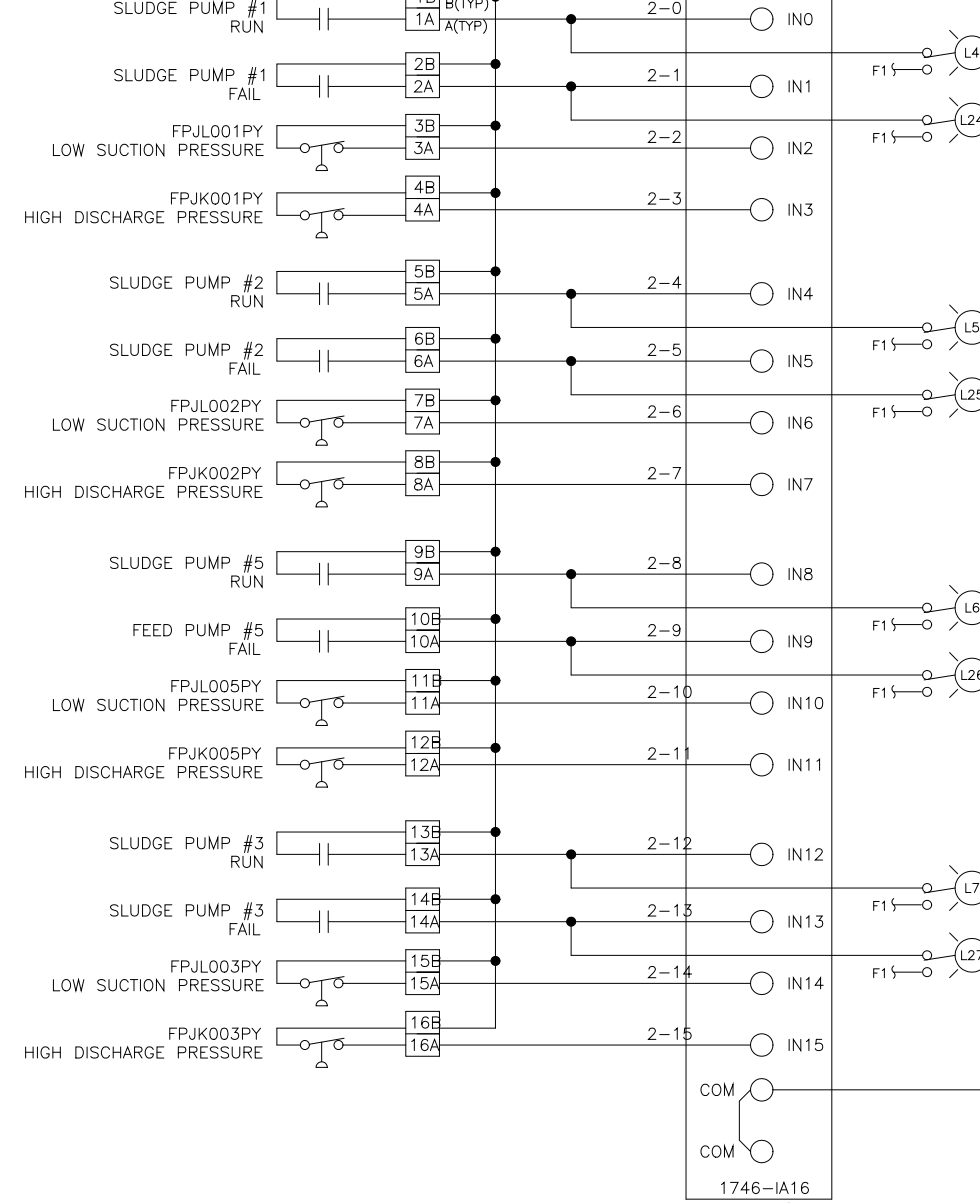 SLUDGE PUMP #1
RUN
B(TYP)
1A
A(TYP)
2-0
IN0
L4
F1
SLUDGE PUMP #1
FAIL
2B
2A
2-1
IN1
L24
F1
FPJL001PY
LOW SUCTION PRESSURE
3B
3A
2-2
IN2
FPJK001PY
HIGH DISCHARGE PRESSURE
4B
4A
2-3
IN3
SLUDGE PUMP #2
RUN
5B
5A
2-4
IN4
L5
F1
SLUDGE PUMP #2
FAIL
6B
6A
2-5
IN5
L25
F1
FPJL002PY
LOW SUCTION PRESSURE
7B
7A
2-6
IN6
FPJK002PY
HIGH DISCHARGE PRESSURE
8B
8A
2-7
IN7
SLUDGE PUMP #5
RUN
9B
9A
2-8
IN8
L6
F1
FEED PUMP #5
FAIL
10B
10A
2-9
IN9
L26
F1
FPJL005PY
LOW SUCTION PRESSURE
11B
11A
2-10
IN10
FPJK005PY
HIGH DISCHARGE PRESSURE
12B
12A
2-11
IN11
SLUDGE PUMP #3
RUN
13B
13A
2-12
IN12
L7
F1
SLUDGE PUMP #3
FAIL
14B
14A
2-13
IN13
L27
F1
FPJL003PY
LOW SUCTION PRESSURE
15B
15A
2-14
IN14
FPJK003PY
HIGH DISCHARGE PRESSURE
16B
16A
2-15
IN15
COM
COM
1746-IA16